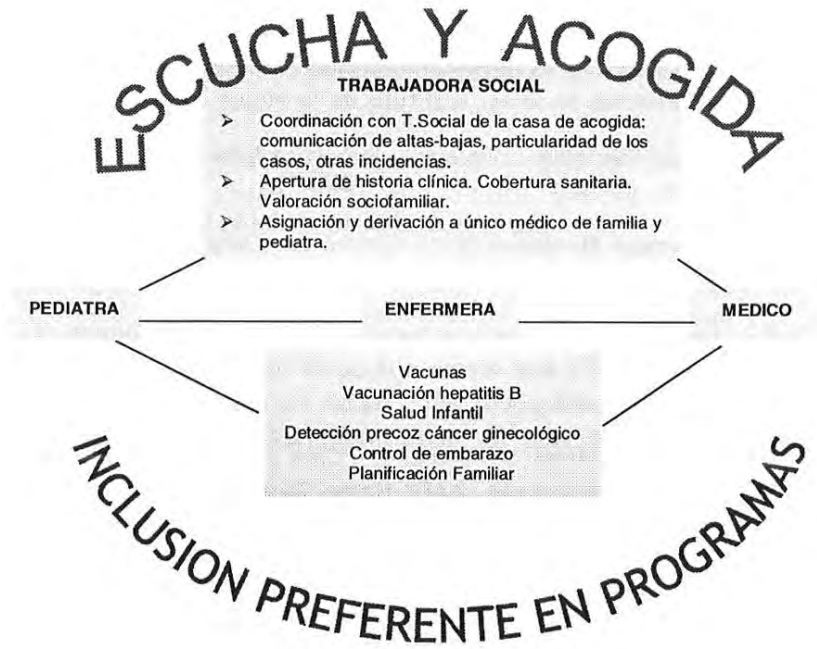 ESCUCHA Y ACOGIDA
TRABAJADORA SOCIAL
➢ Coordinación con T.Social de la casa de acogida:
comunicación de altas-bajas, particularidad de los
casos, otras incidencias.
➢ Apertura de historia clínica. Cobertura sanitaria.
Valoración sociofamiliar.
➢ Asignación y derivación a único médico de familia y
pediatra.
PEDIATRA ENFERMERA MEDICO
Vacunas
Vacunación hepatitis B
Salud Infantil
Detección precoz cáncer ginecológico
Control de embarazo
Planificación Familiar
INCLUSION PREFERENTE EN PROGRAMAS